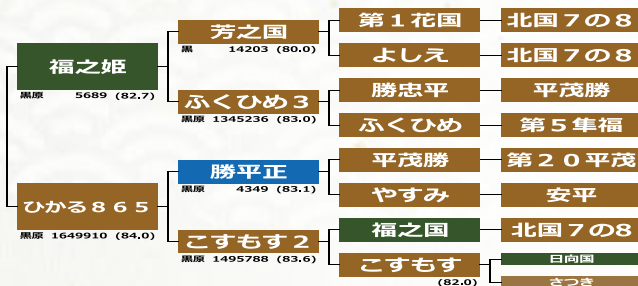 福之姫
黒原 5689 (82.7)
芳之国
黒 14203 (80.0)
第1花国
北国7の8
よしえ
北国7の8
ふくひめ3
黒原 1345236 (83.0)
勝忠平
平茂勝
ふくひめ
第5隼福
ひかる865
黒原 1649910 (84.0)
勝平正
黒原 4349 (83.1)
平茂勝
第20平茂
やすみ
安平
こすもす2
黒原 1495788 (83.6)
福之国
北国7の8
こすもす
(82.0)
日向国
さつき